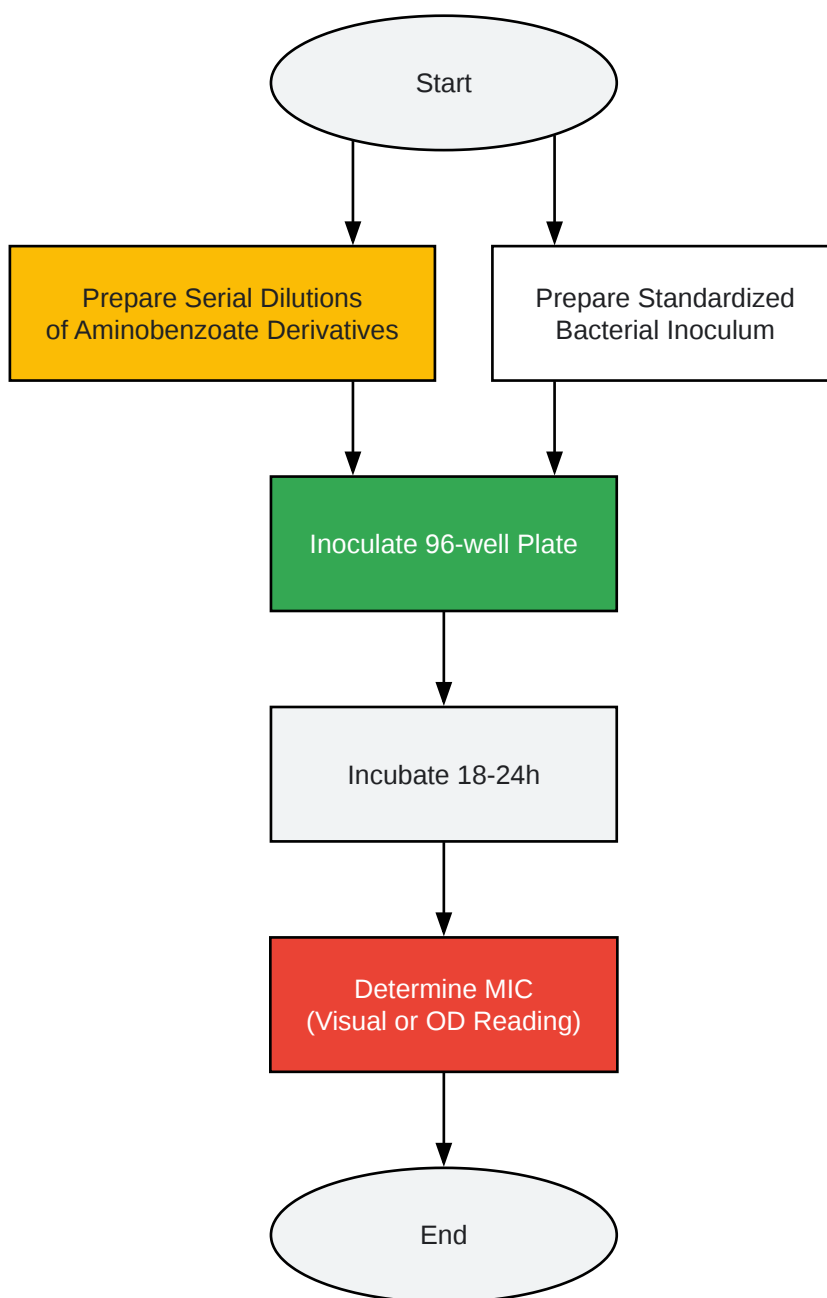 Start
Prepare Serial Dilutions
of Aminobenzoate Derivatives
Prepare Standardized
Bacterial Inoculum
Inoculate 96-well Plate
Incubate 18-24h
Determine MIC
(Visual or OD Reading)
End